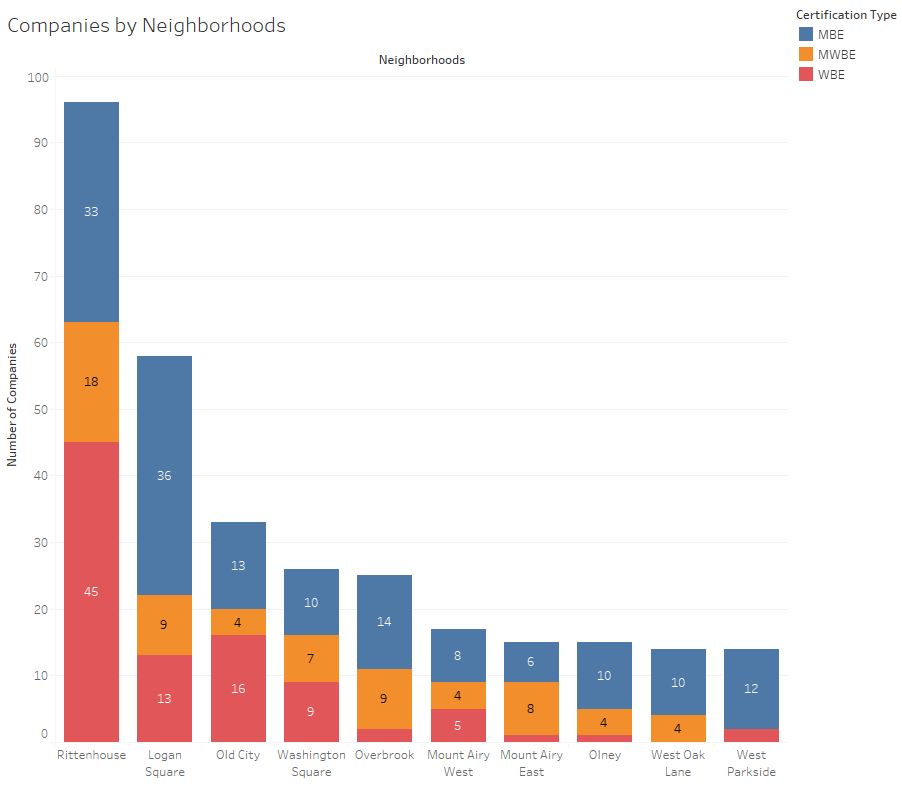 Companies by Neighborhoods
Certification Type
MBE
MWBE
WBE
Neighborhoods
Number of Companies
100
90
80
70
60
50
40
30
20
10
0
33
18
45
36
9
13
13
4
16
10
7
9
14
9
8
4
5
6
8
10
4
10
4
12
Rittenhouse
Logan
Square
Old City
Washington
Square
Overbrook
Mount Airy
West
Mount Airy
East
Olney
West Oak
Lane
West
Parkside